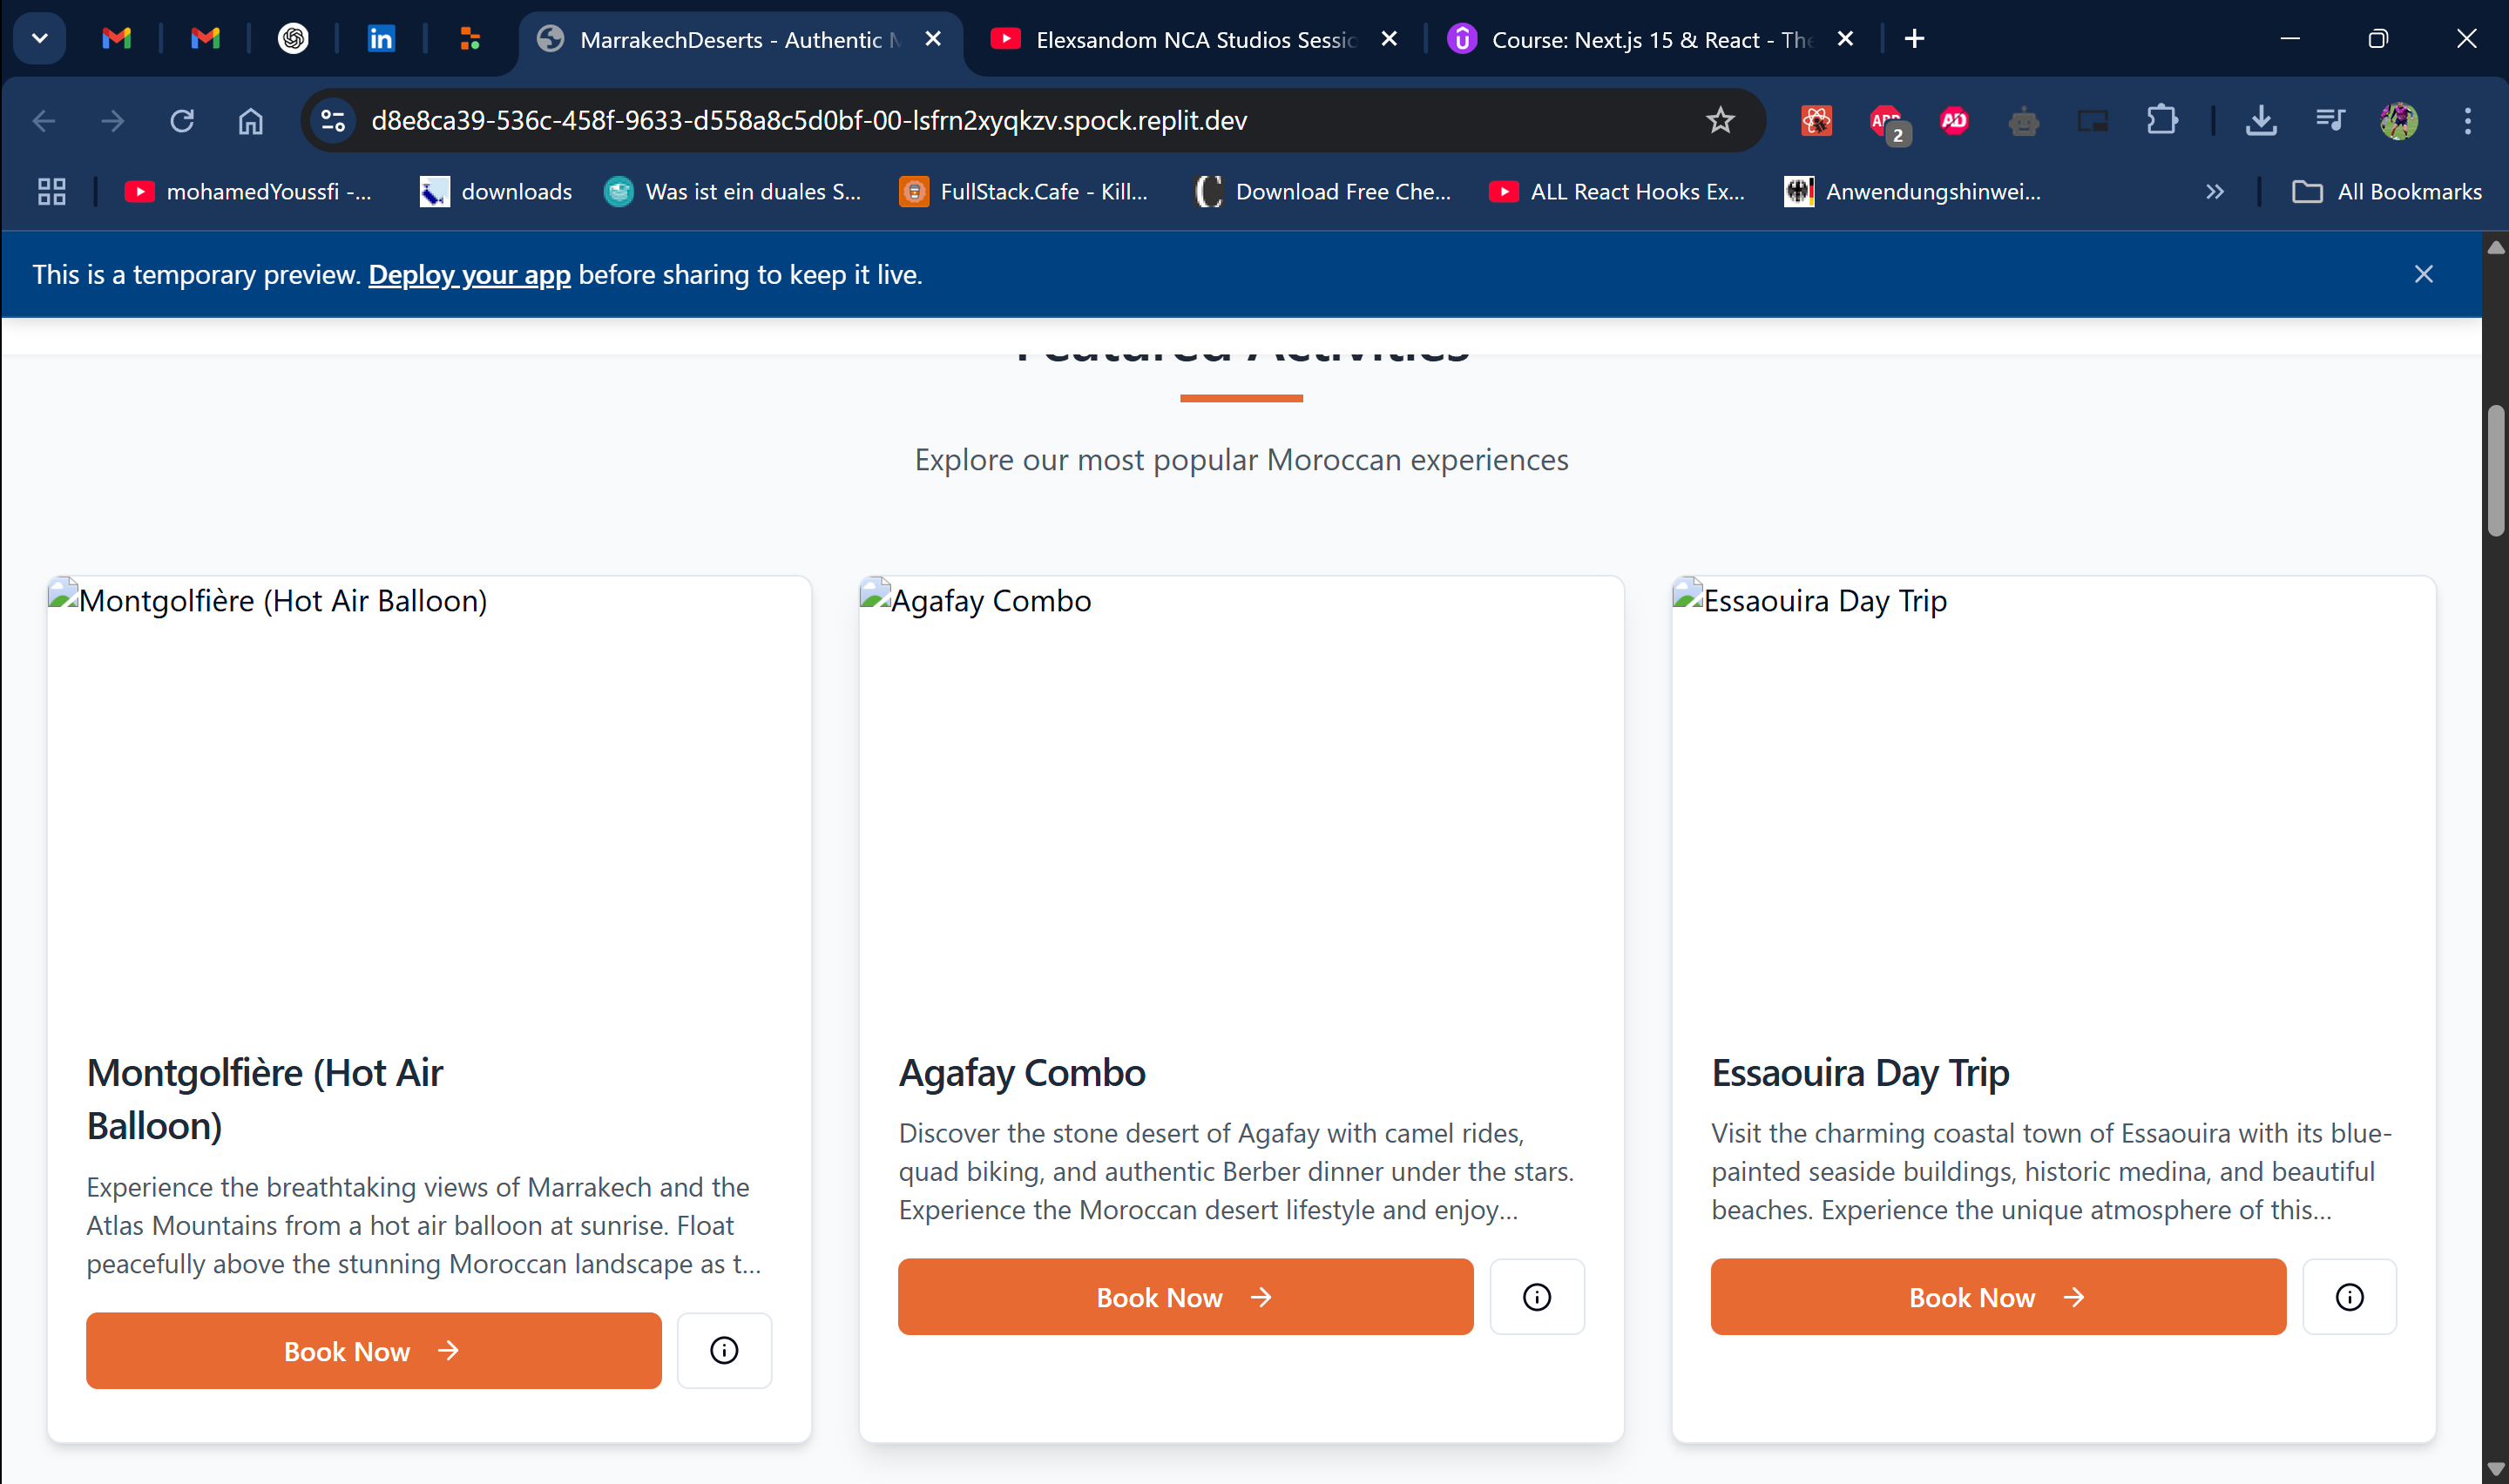 MarrakechDeserts - Authentic
Elexsandom NCA Studios Sessi
Course: Next.js 15 & React - The
d8e8ca39-536c-458f-9633-d558a8c5d0bf-00-lsfrn2xyqkzv.spock.replit.dev
2
mohamedYoussfi -...
downloads
Was ist ein duales S...
FullStack.Cafe - Kill...
Download Free Che...
ALL React Hooks Ex...
Anwendungshinwei...
All Bookmarks
This is a temporary preview. Deploy your app before sharing to keep it live.
Featured Activities
Explore our most popular Moroccan experiences
Montgolfière (Hot Air Balloon)
Montgolfière (Hot Air
Balloon)
Experience the breathtaking views of Marrakech and the
Atlas Mountains from a hot air balloon at sunrise. Float
peacefully above the stunning Moroccan landscape as t...
Book Now
Agafay Combo
Agafay Combo
Discover the stone desert of Agafay with camel rides,
quad biking, and authentic Berber dinner under the stars.
Experience the Moroccan desert lifestyle and enjoy...
Book Now
Essaouira Day Trip
Essaouira Day Trip
Visit the charming coastal town of Essaouira with its blue-
painted seaside buildings, historic medina, and beautiful
beaches. Experience the unique atmosphere of this...
Book Now